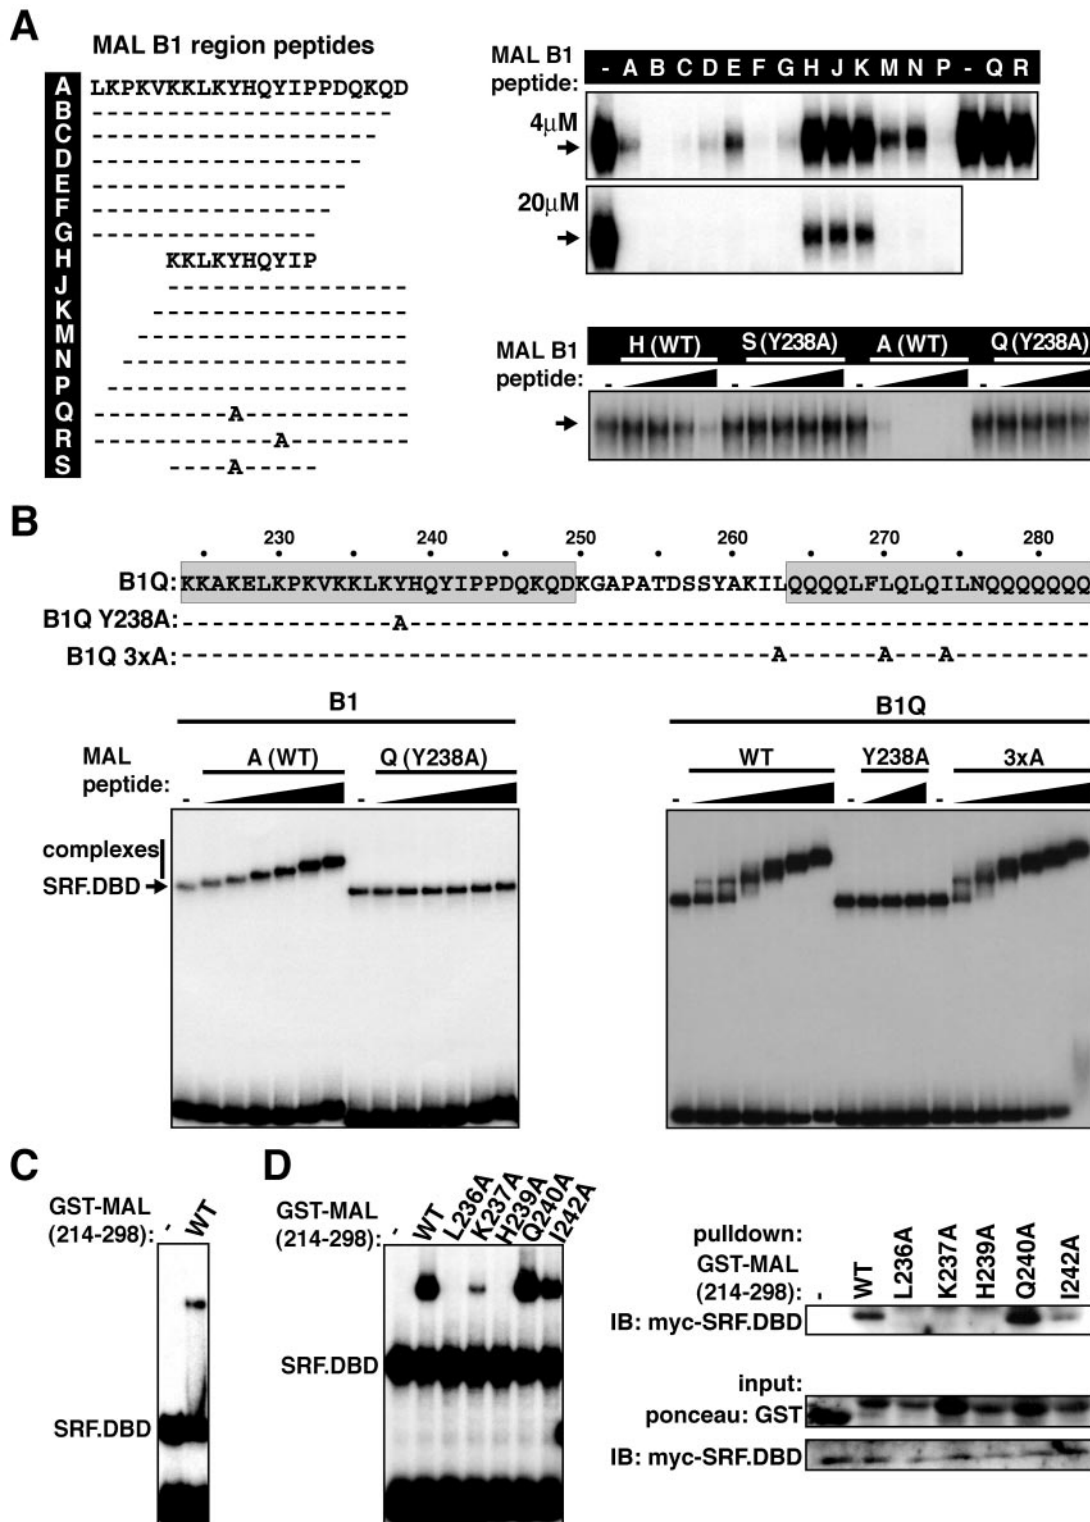 A
MAL B1 region peptides
A LKPKVKKLKYHQYIPPDQKQD
B --------------------
C -------------------
D ------------------
E -----------------
F ----------------
G ---------------
H KKLKYHQYIP
J ----------------
K -----------------
M ------------------
N -------------------
P --------------------
Q ---------A-----------
R ------------A--------
S ----A-----
MAL B1 peptide:
- A B C D E F G H J K M N P - Q R
4µM
20µM
MAL B1 peptide:
H (WT) S (Y238A) A (WT) Q (Y238A)
- - - -
B
230 240 250 260 270 280
B1Q: KKAKELKPKVKKLKYHQYIPPDQKQDKGAPATDSSYAKILQQQQLFLQLQILNQQQQQQQ
B1Q Y238A: --------------A---------------------------------------------
B1Q 3xA: ---------------------------------------A------A---A---------
B1
MAL peptide:
A (WT) Q (Y238A)
- -
complexes
SRF.DBD
B1Q
WT Y238A 3xA
- - -
C
GST-MAL (214-298):
- WT
SRF.DBD
D
GST-MAL (214-298):
- WT L236A K237A H239A Q240A I242A
SRF.DBD
pulldown:
GST-MAL (214-298):
- WT L236A K237A H239A Q240A I242A
IB: myc-SRF.DBD
input:
ponceau: GST
IB: myc-SRF.DBD